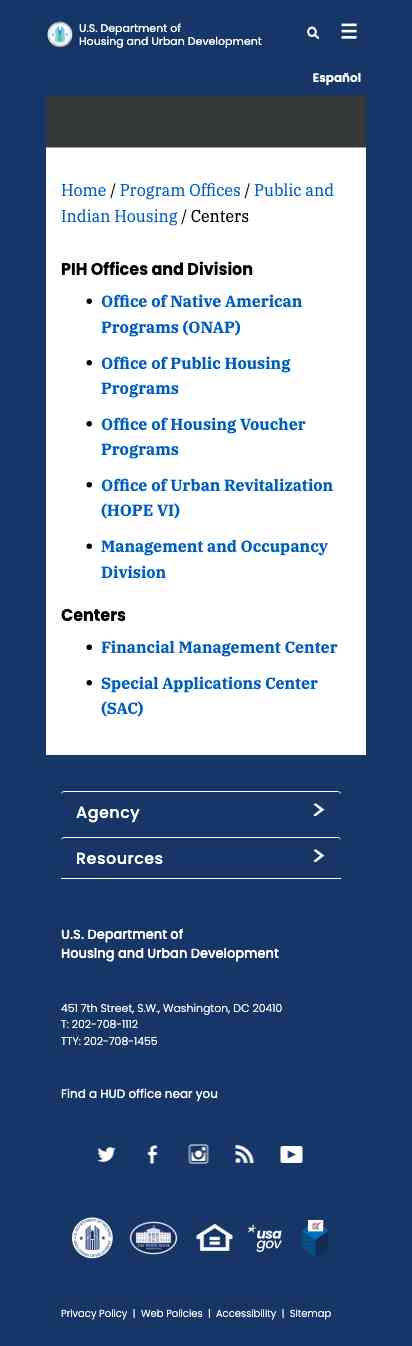 U.S. Department of
Housing and Urban Development
Español
Home / Program Offices / Public and
Indian Housing / Centers
PIH Offices and Division
• Office of Native American
Programs (ONAP)
• Office of Public Housing
Programs
• Office of Housing Voucher
Programs
• Office of Urban Revitalization
(HOPE VI)
• Management and Occupancy
Division
Centers
• Financial Management Center
• Special Applications Center
(SAC)
Agency
Resources
U.S. Department of
Housing and Urban Development
451 7th Street, S.W., Washington, DC 20410
T: 202-708-1112
TTY: 202-708-1455
Find a HUD office near you
usa
gov
Privacy Policy | Web Policies | Accessibility | Sitemap